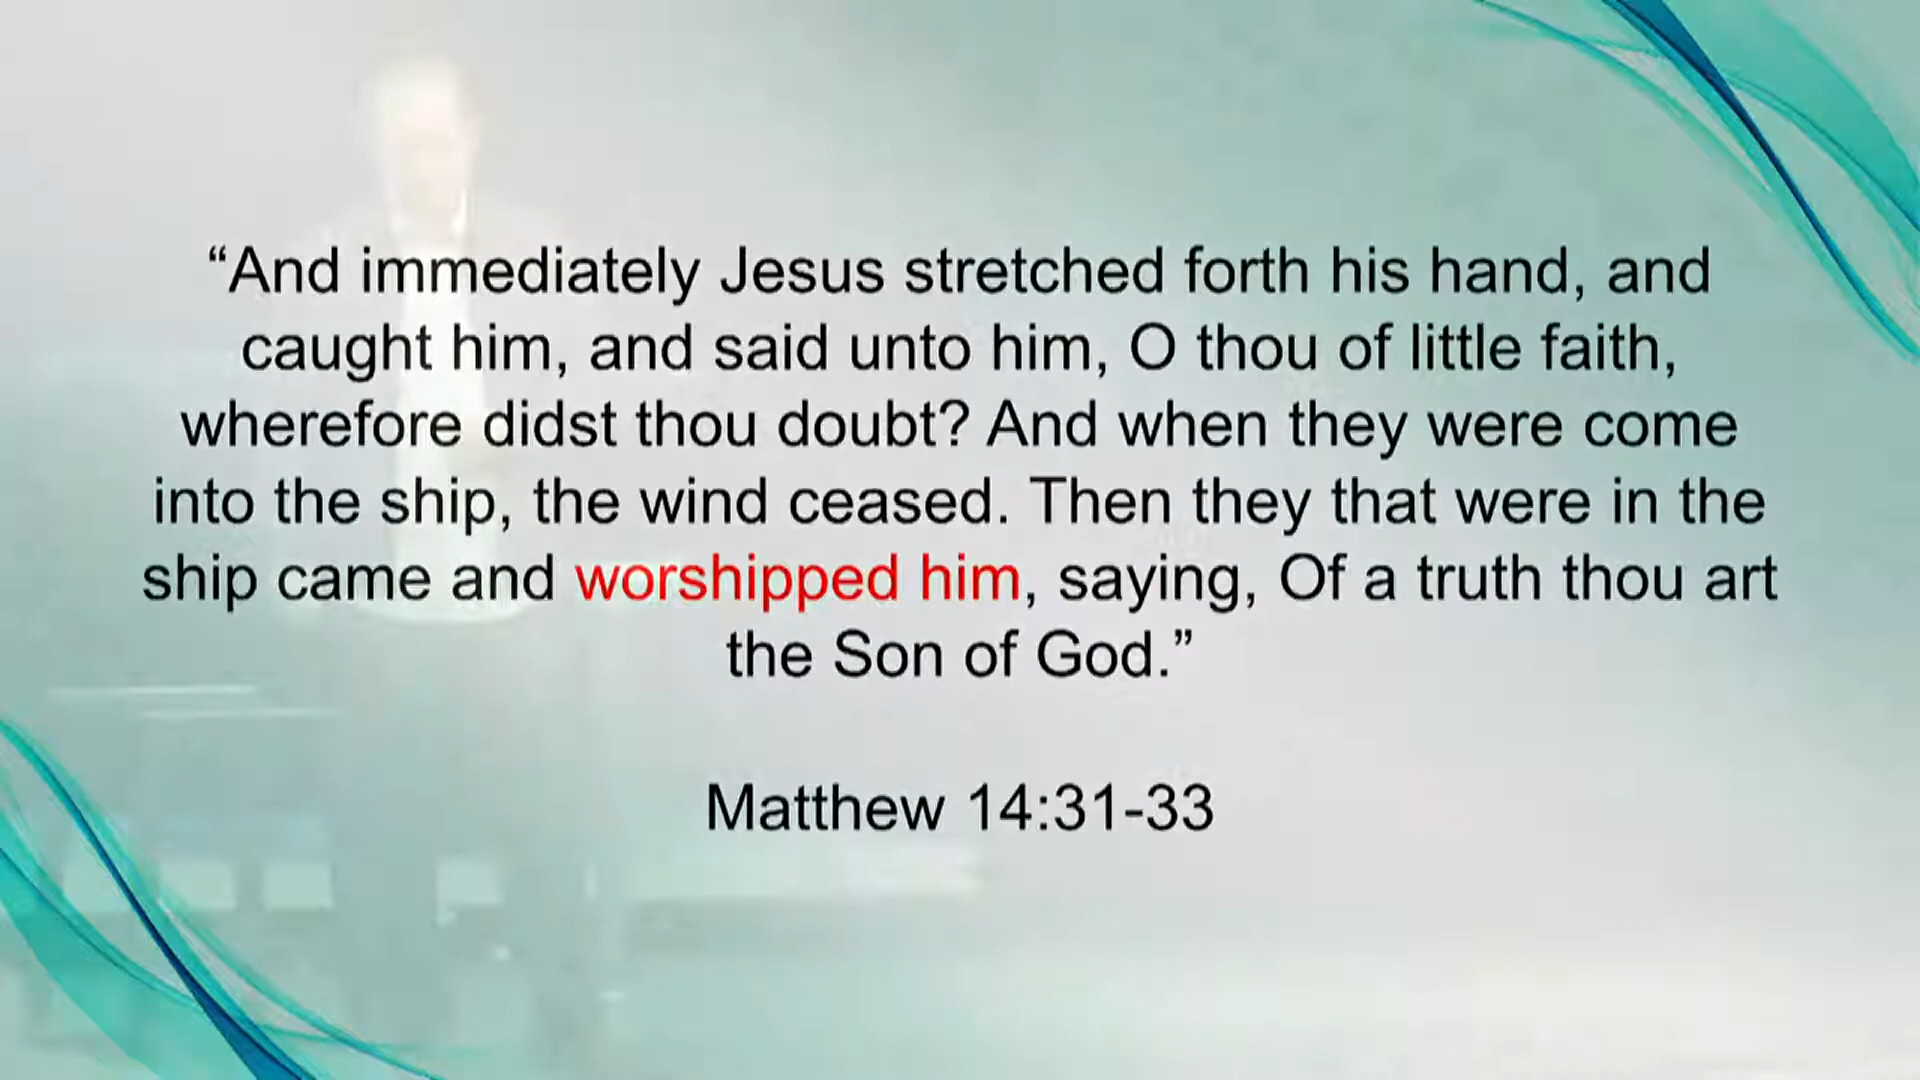 “And immediately Jesus stretched forth his hand, and
caught him, and said unto him, O thou of little faith,
wherefore didst thou doubt? And when they were come
into the ship, the wind ceased. Then they that were in the
ship came and worshipped him, saying, Of a truth thou art
the Son of God.”
Matthew 14:31-33